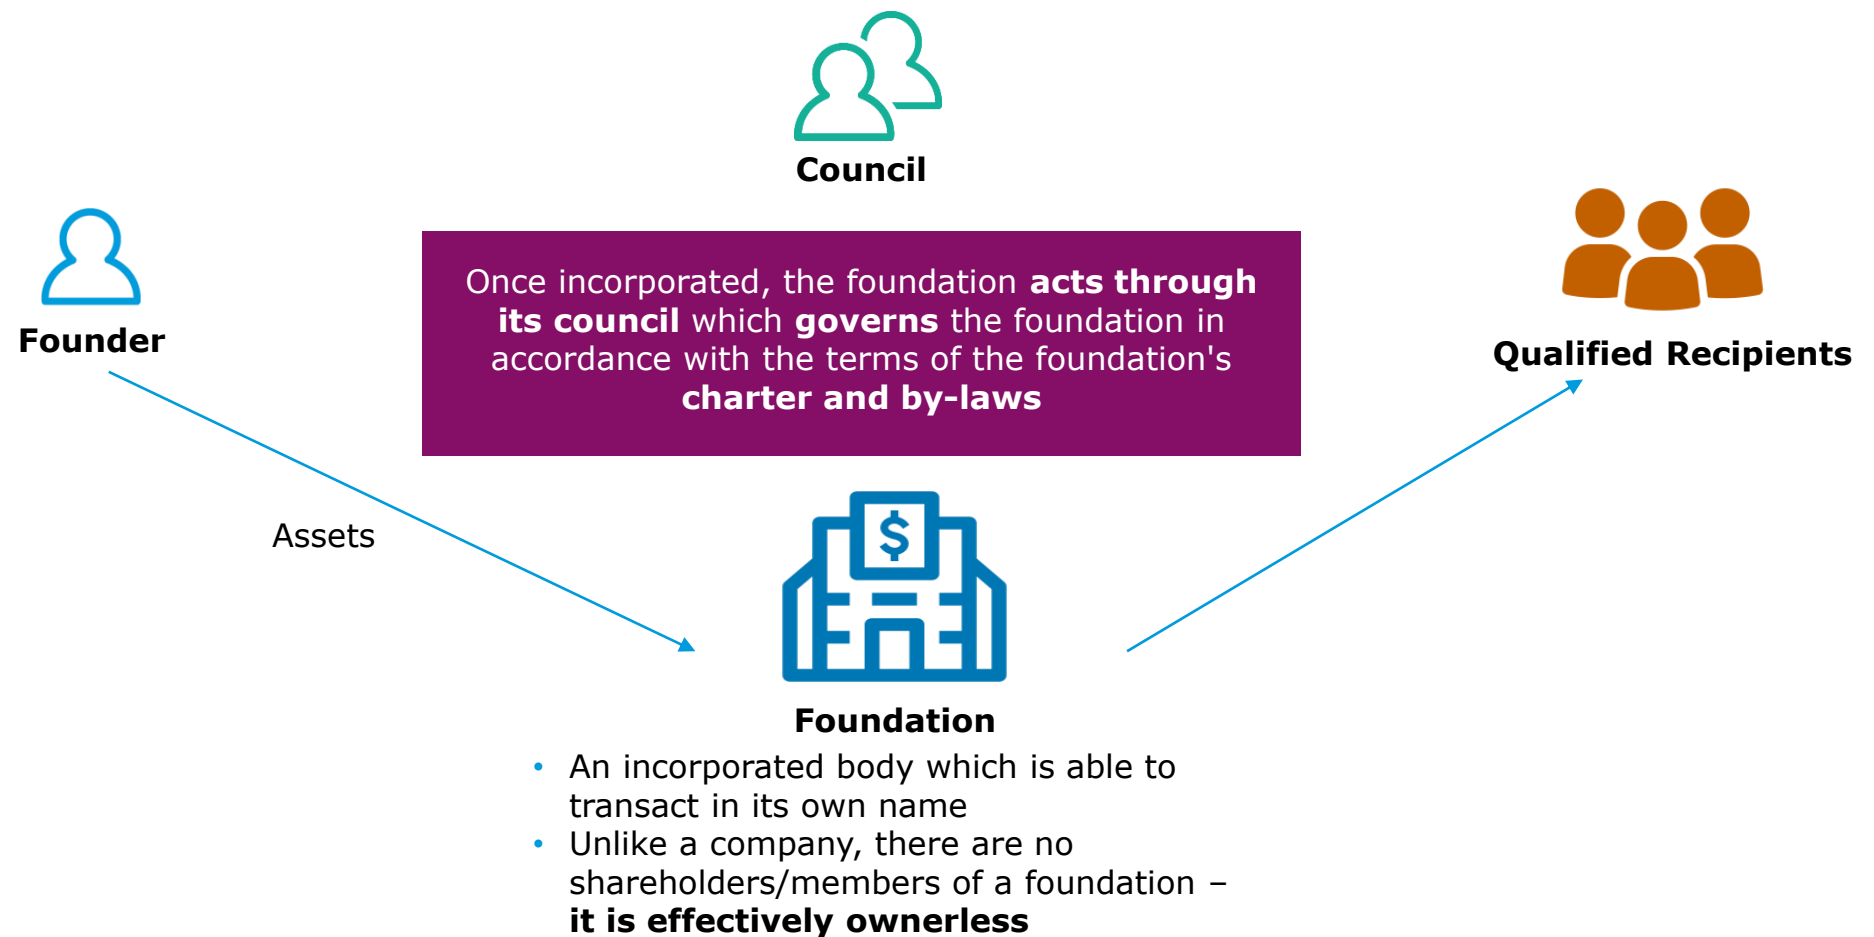 Council
Founder
Once incorporated, the foundation acts through
its council which governs the foundation in
accordance with the terms of the foundation's
charter and by-laws
Qualified Recipients
Assets
$
Foundation
• An incorporated body which is able to
transact in its own name
• Unlike a company, there are no
shareholders/members of a foundation –
it is effectively ownerless